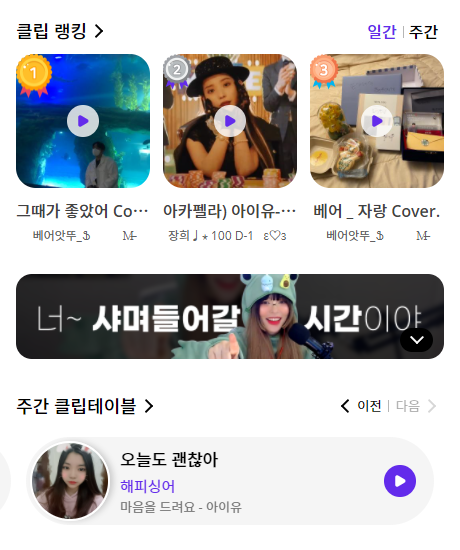 클립 랭킹
일간 | 주간
1
2
3
그때가 좋았어 Co…
아카펠라) 아이유-…
베어 _ 자랑 Cover.
베어앗뚜_
장희♩⋆100 D-1 ε♡з
베어앗뚜_
너~ 샤며들어갈 시간이야
주간 클립테이블
이전 | 다음
오늘도 괜찮아
해피싱어
마음을 드려요 - 아이유